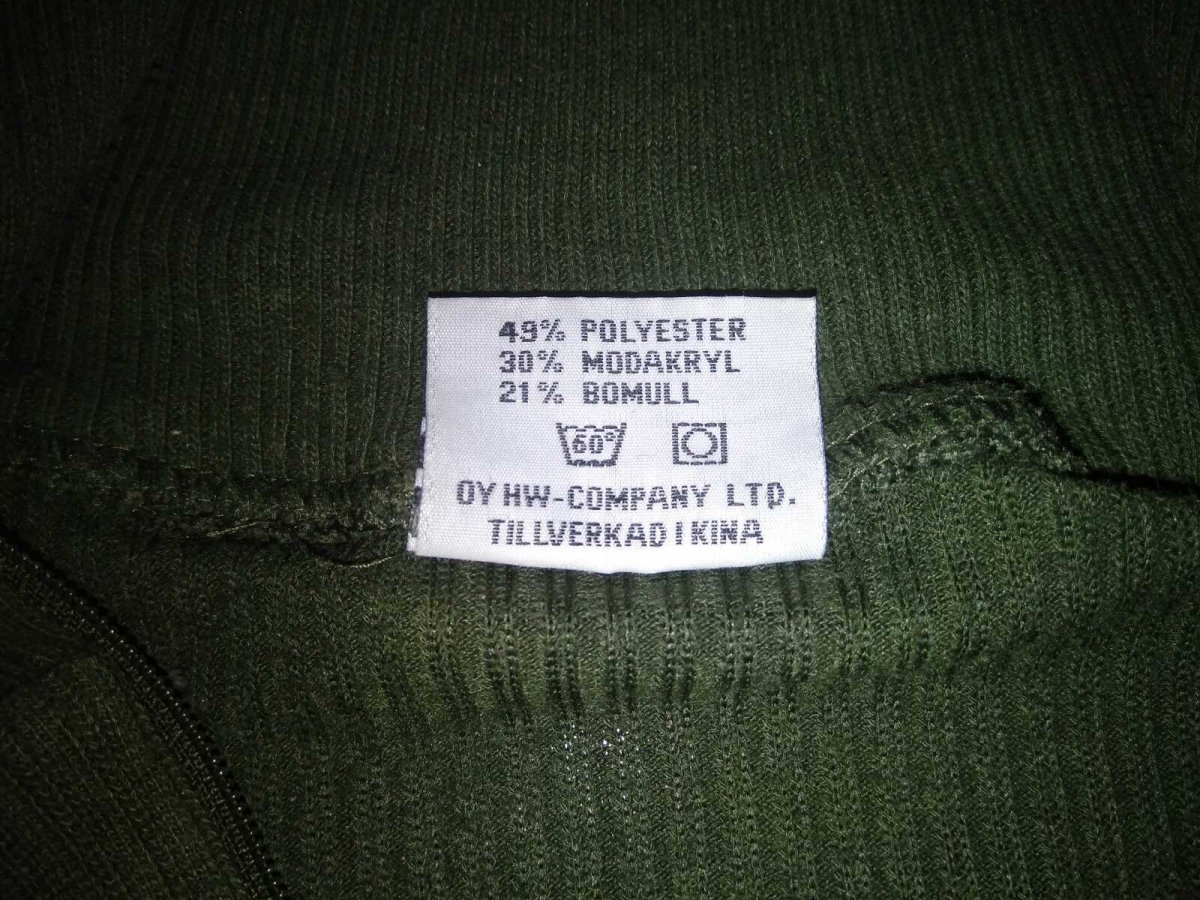 49% POLYESTER
30% MODAKRYL
21% BOMULL
60°
OY HW-COMPANY LTD.
TILLVERKAD I KINA